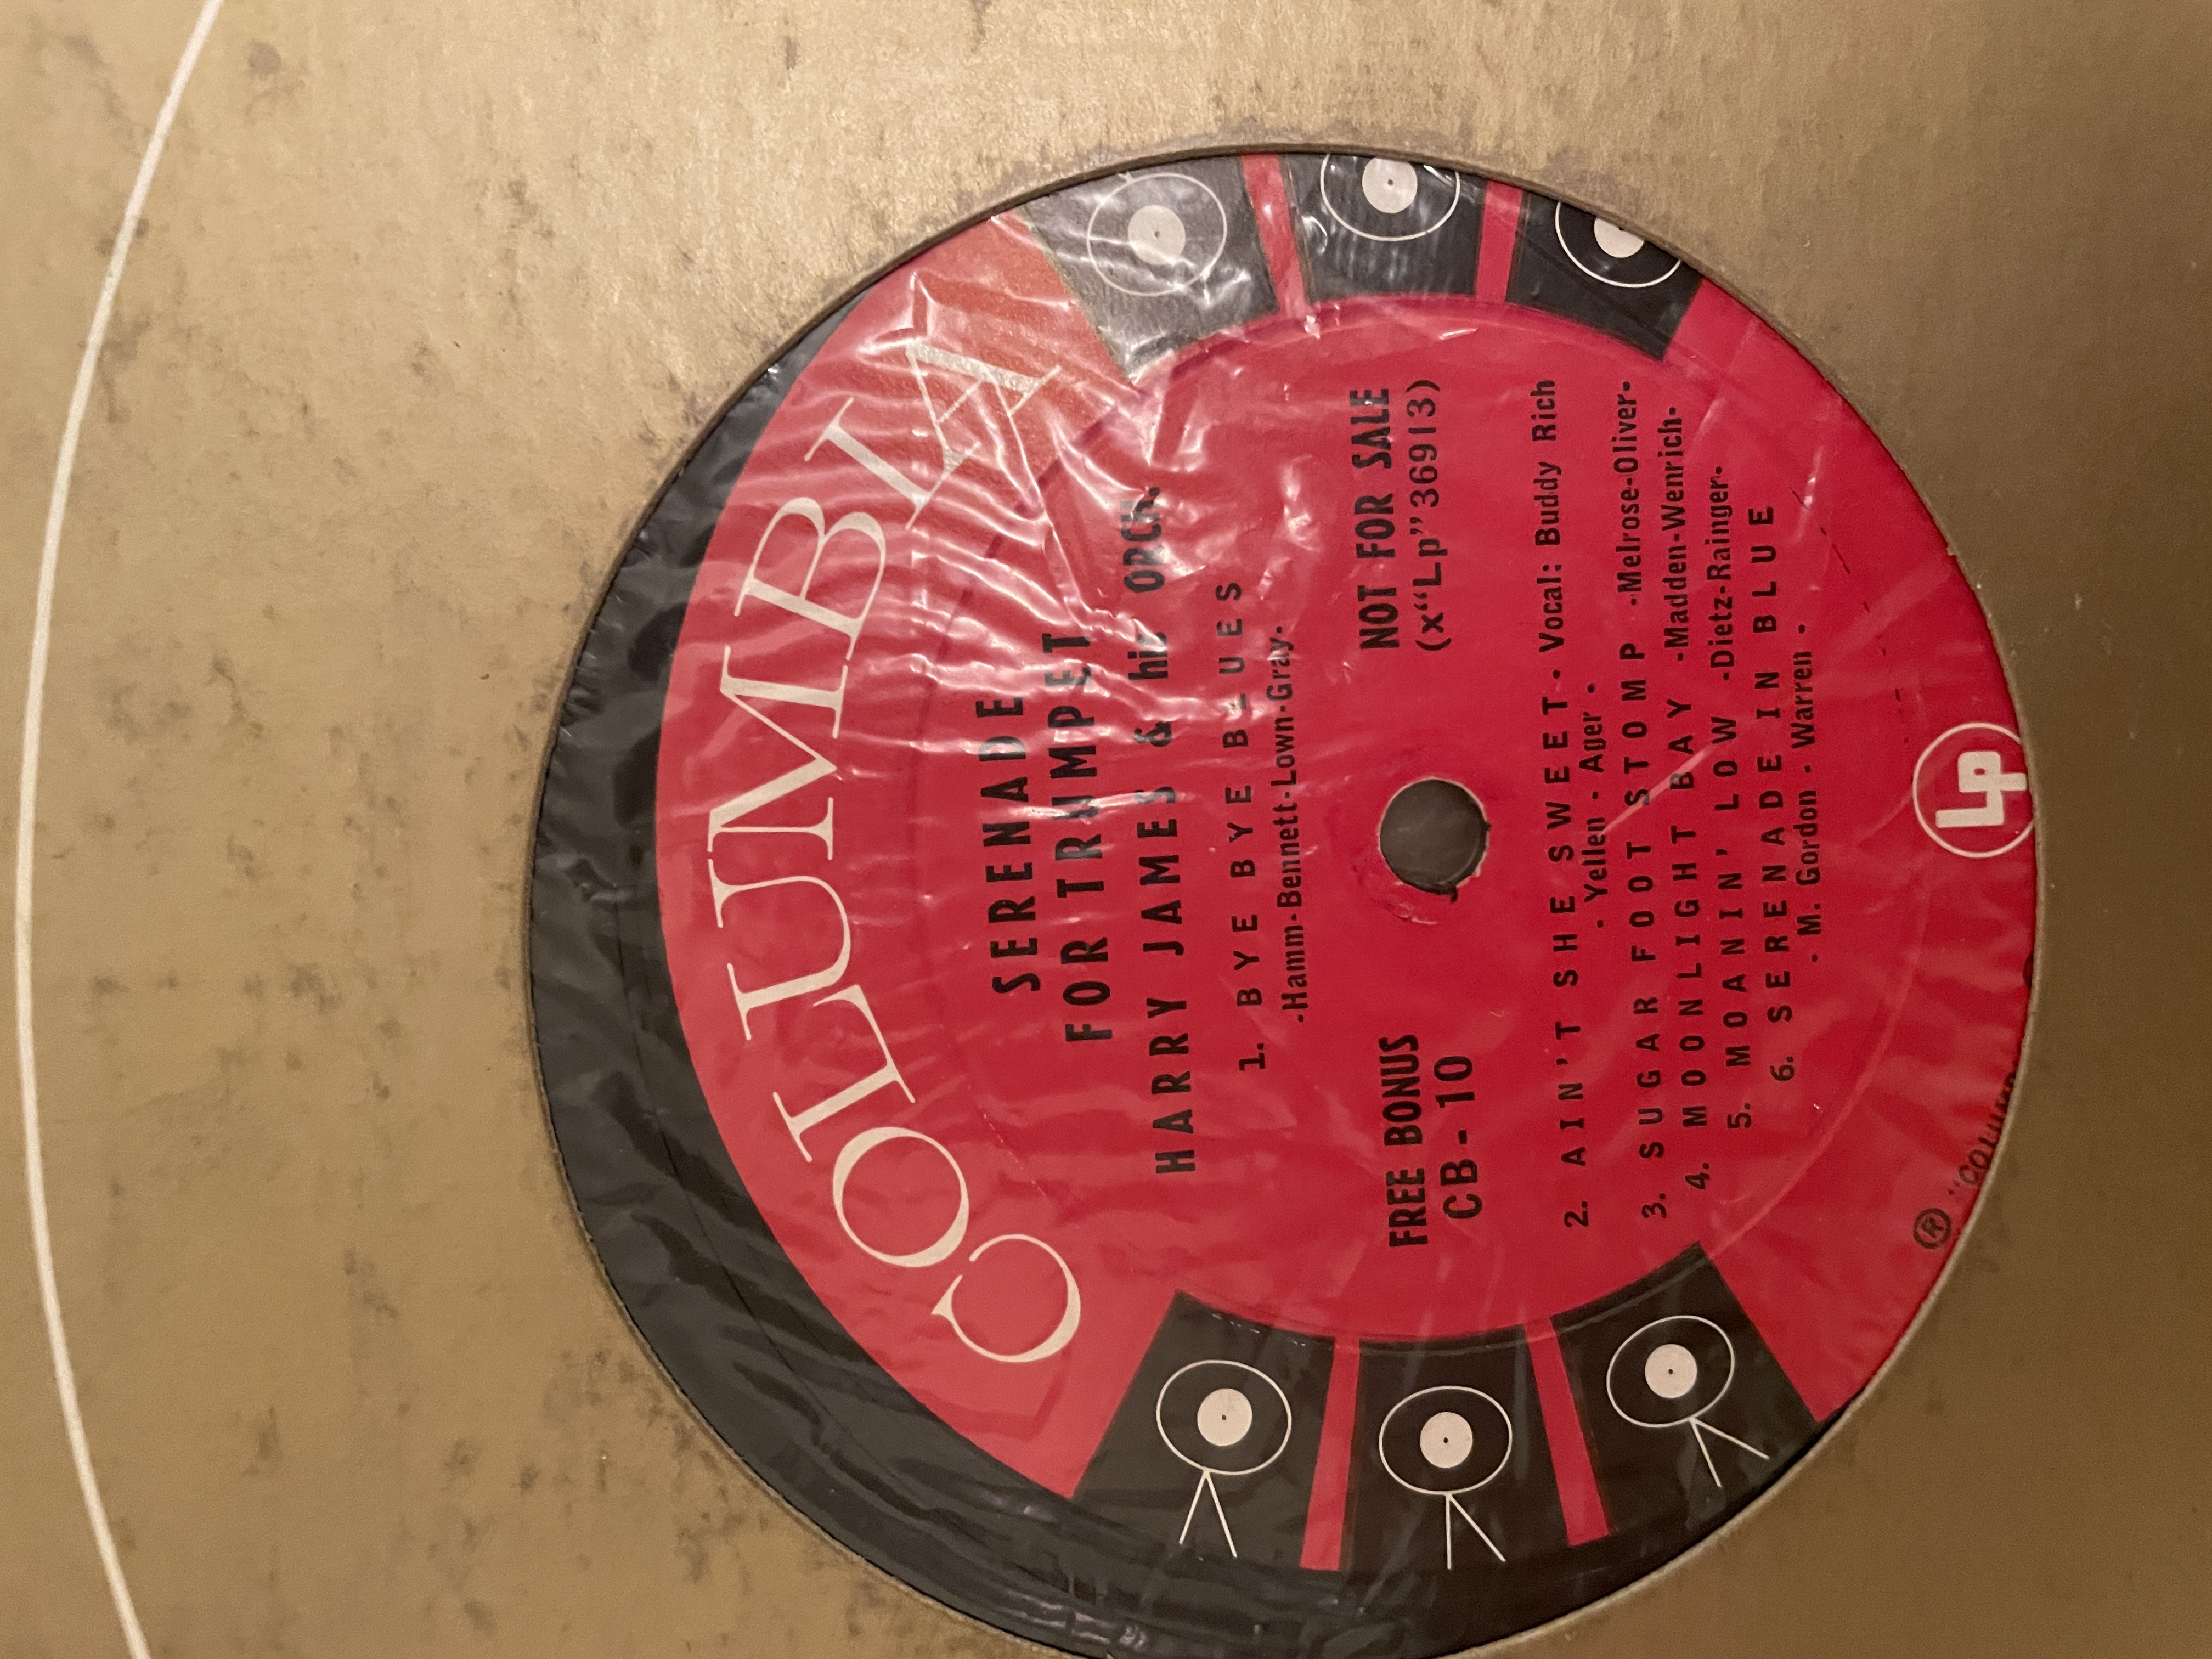 COLUMBIA
SERENADE
FOR TRUMPET
HARRY JAMES & his ORCH.
1. BYE BYE BLUES
-Hamm-Bennett-Lown-Gray-
FREE BONUS NOT FOR SALE
CB-10 (x“Lp”36913)
2. AIN'T SHE SWEET - Vocal: Buddy Rich
- Yellen - Ager -
3. SUGAR FOOT STOMP -Melrose-Oliver-
4. MOONLIGHT BAY -Madden-Wenrich-
5. MOANIN' LOW -Dietz-Rainger-
6. SERENADE IN BLUE
- M. Gordon - Warren -
Lp
®